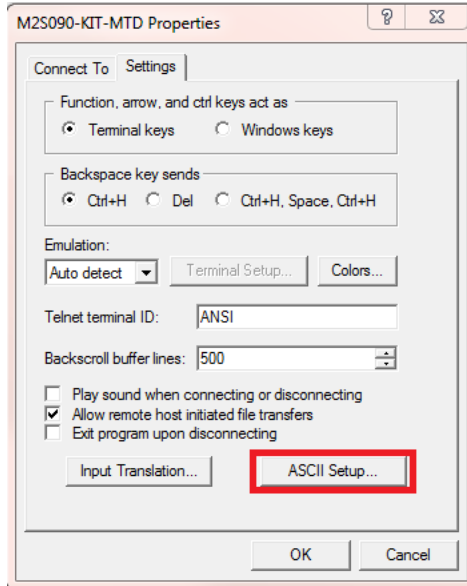 M2S090-KIT-MTD Properties
Connect To Settings
Function, arrow, and ctrl keys act as
Terminal keys Windows keys
Backspace key sends
Ctrl+H Del Ctrl+H, Space, Ctrl+H
Emulation:
Auto detect Terminal Setup... Colors...
Telnet terminal ID: ANSI
Backscroll buffer lines: 500
Play sound when connecting or disconnecting
Allow remote host initiated file transfers
Exit program upon disconnecting
Input Translation... ASCII Setup...
OK Cancel